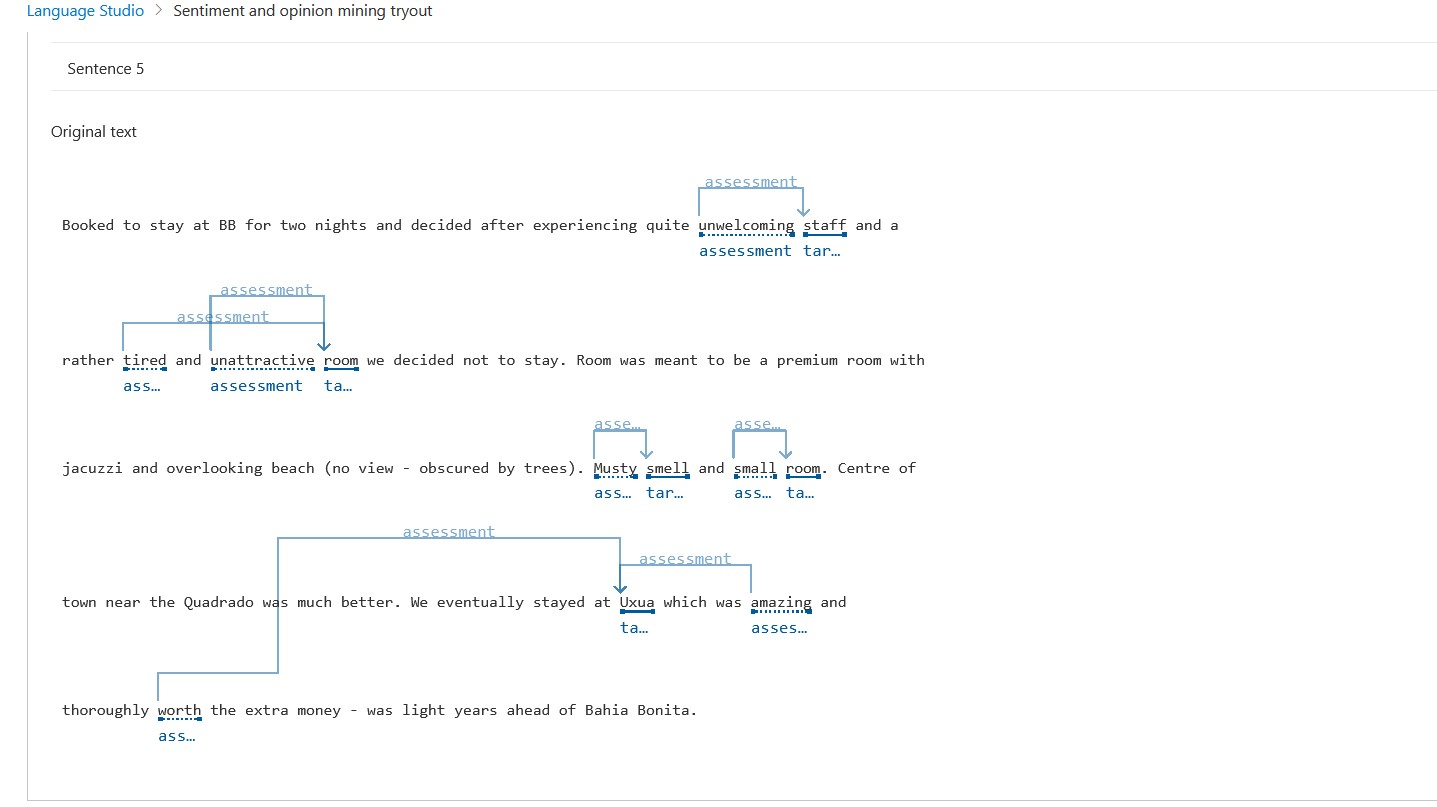 Language Studio > Sentiment and opinion mining tryout
Sentence 5
Original text
assessment
Booked to stay at BB for two nights and decided after experiencing quite unwelcoming staff and a
assessment tar...
assessment
assessment
rather tired and unattractive room we decided not to stay. Room was meant to be a premium room with
ass... assessment ta...
asse... asse...
jacuzzi and overlooking beach (no view - obscured by trees). Musty smell and small room. Centre of
ass... tar... ass... ta...
assessment
assessment
town near the Quadrado was much better. We eventually stayed at Uxua which was amazing and
ta... asses...
thoroughly worth the extra money - was light years ahead of Bahia Bonita.
ass...